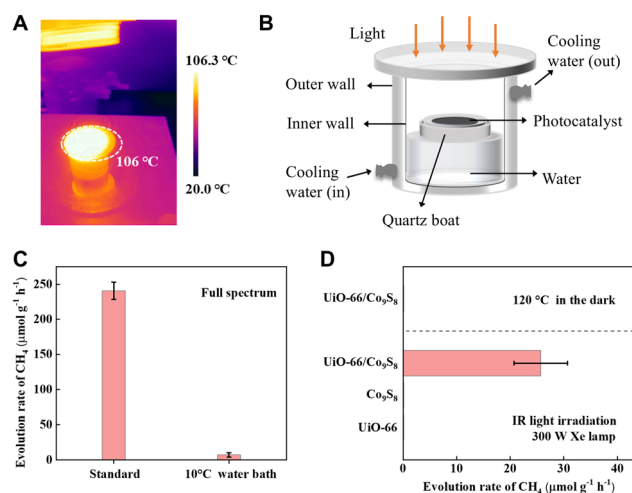 A
106.3 °C
106 °C
20.0 °C
B
Light
Cooling
water (out)
Outer wall
Inner wall
Photocatalyst
Cooling
water (in)
Water
Quartz boat
C
Full spectrum
Evolution rate of CH₄ (μmol g⁻¹ h⁻¹)
250
200
150
100
50
0
Standard
10°C water bath
D
UiO-66/Co₉S₈
120 °C in the dark
UiO-66/Co₉S₈
Co₉S₈
UiO-66
IR light irradiation
300 W Xe lamp
0
10
20
30
40
Evolution rate of CH₄ (μmol g⁻¹ h⁻¹)